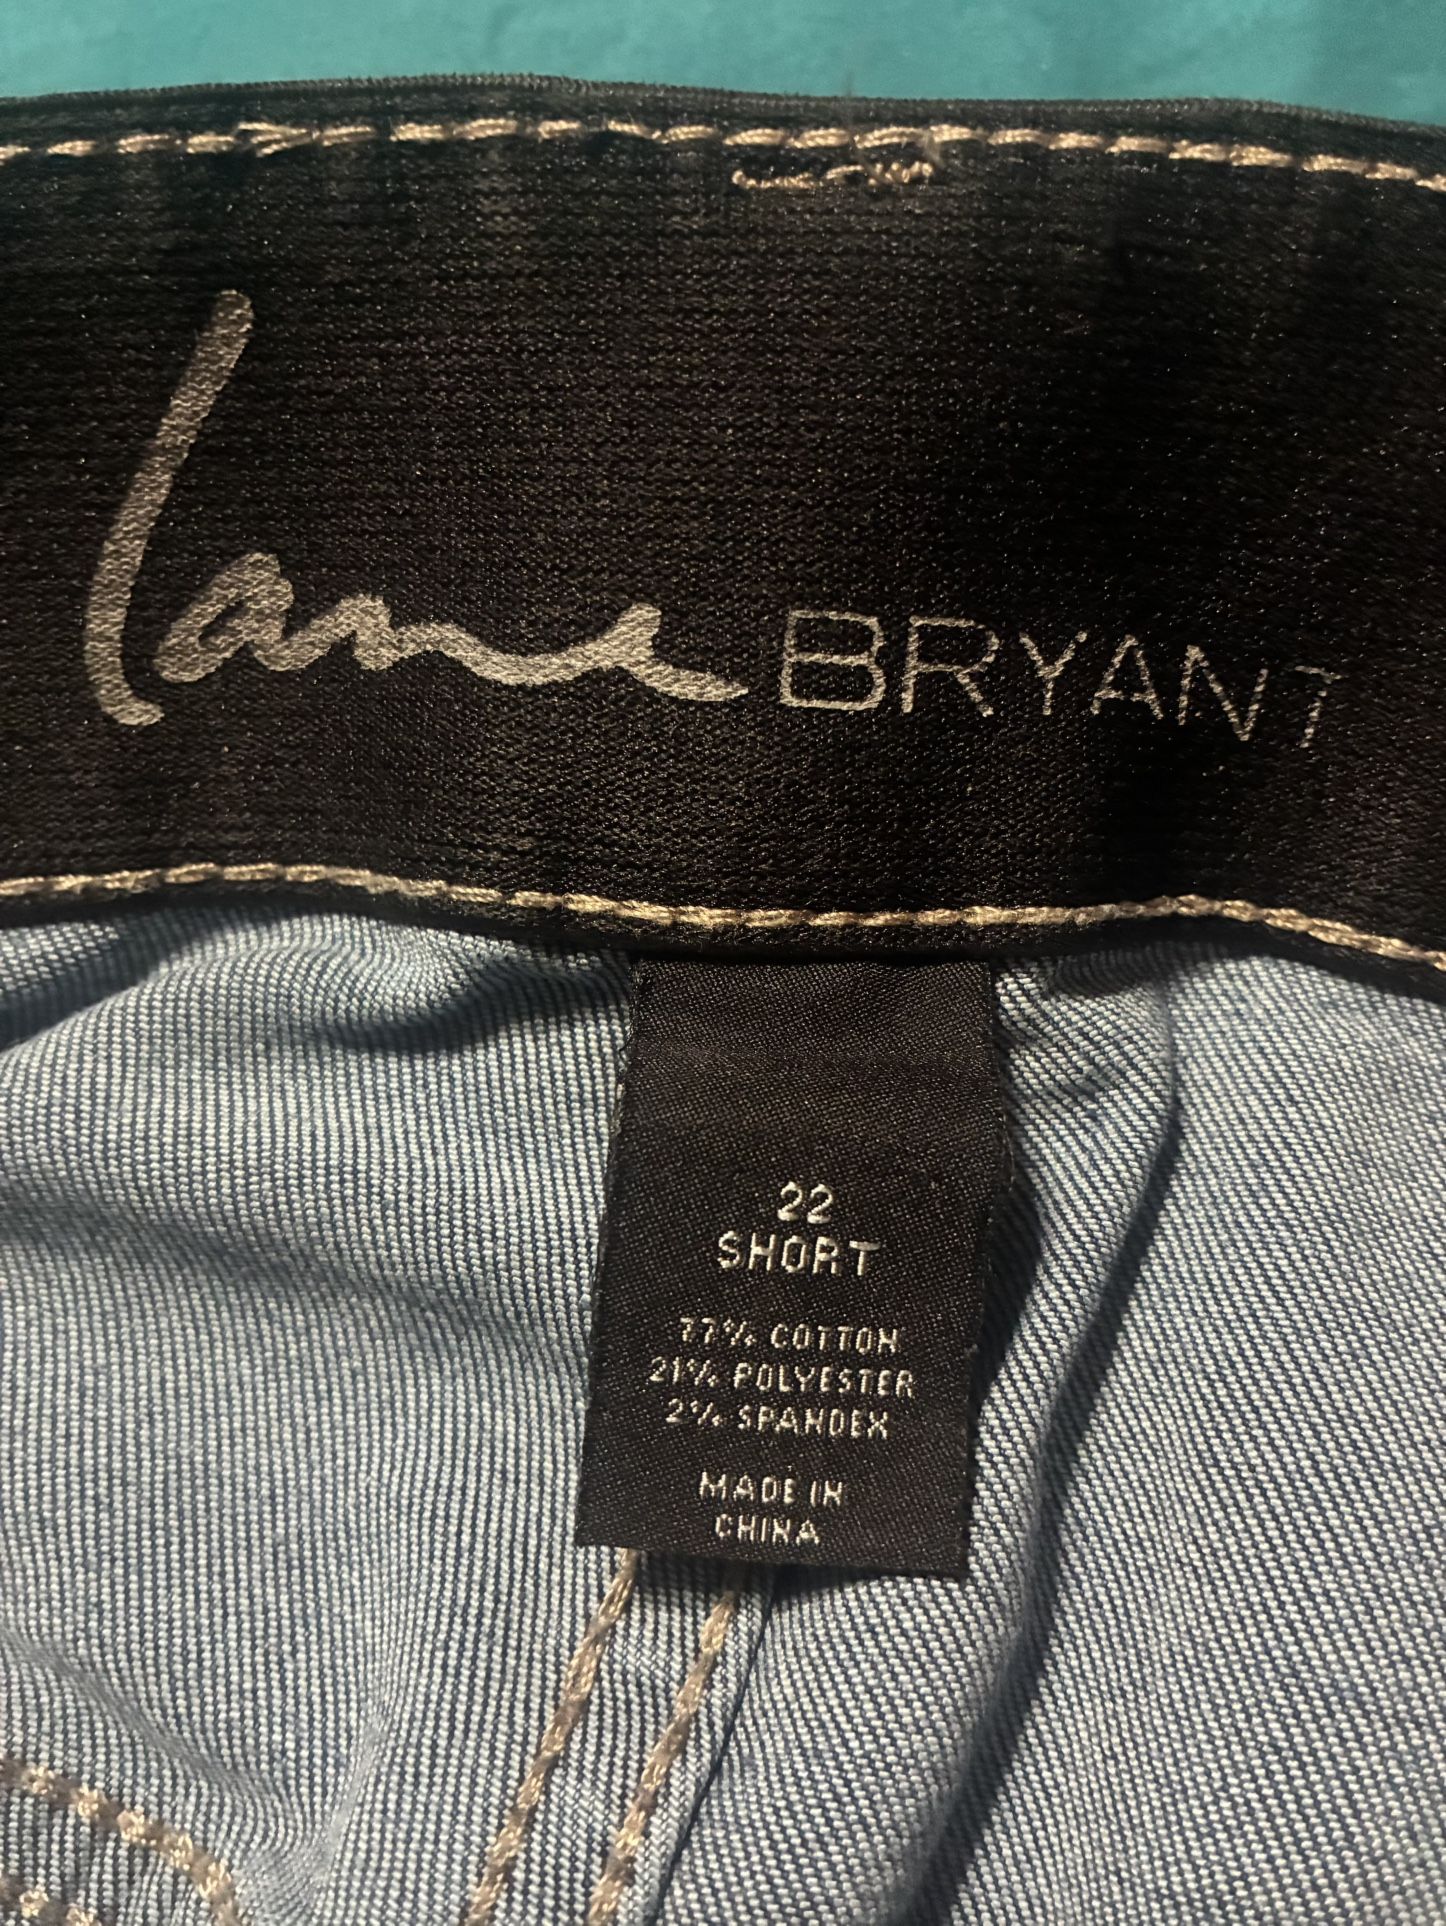 lane BRYANT
22
SHORT
77% COTTON
21% POLYESTER
2% SPANDEX
MADE IN
CHINA